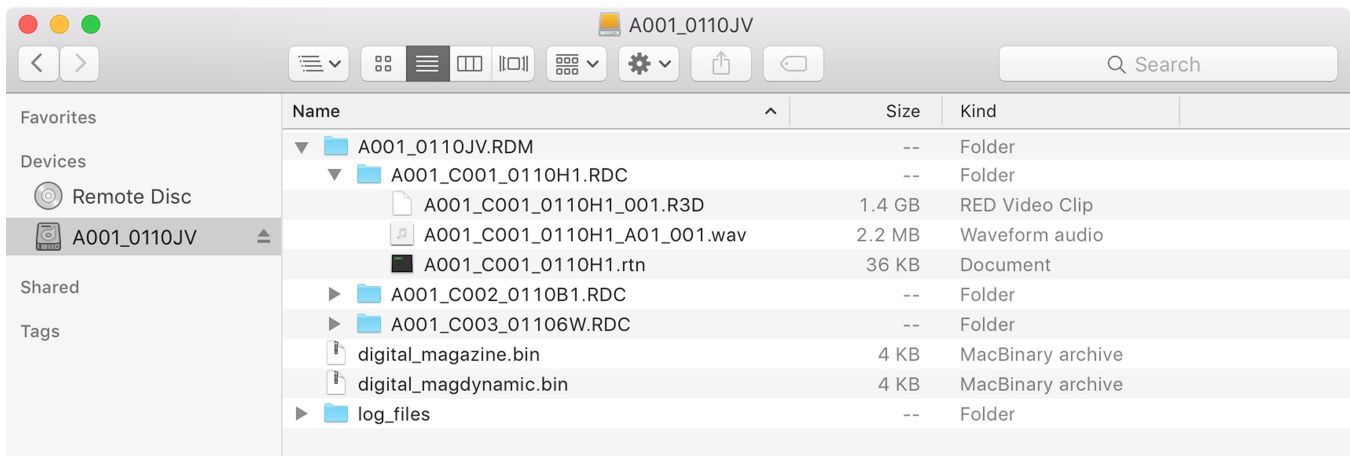 A001_0110JV
Search
Favorites
Devices
Remote Disc
A001_0110JV
Shared
Tags
Name Size Kind
A001_0110JV.RDM -- Folder
A001_C001_0110H1.RDC -- Folder
A001_C001_0110H1_001.R3D 1.4 GB RED Video Clip
A001_C001_0110H1_A01_001.wav 2.2 MB Waveform audio
A001_C001_0110H1.rtn 36 KB Document
A001_C002_0110B1.RDC -- Folder
A001_C003_01106W.RDC -- Folder
digital_magazine.bin 4 KB MacBinary archive
digital_magdynamic.bin 4 KB MacBinary archive
log_files -- Folder